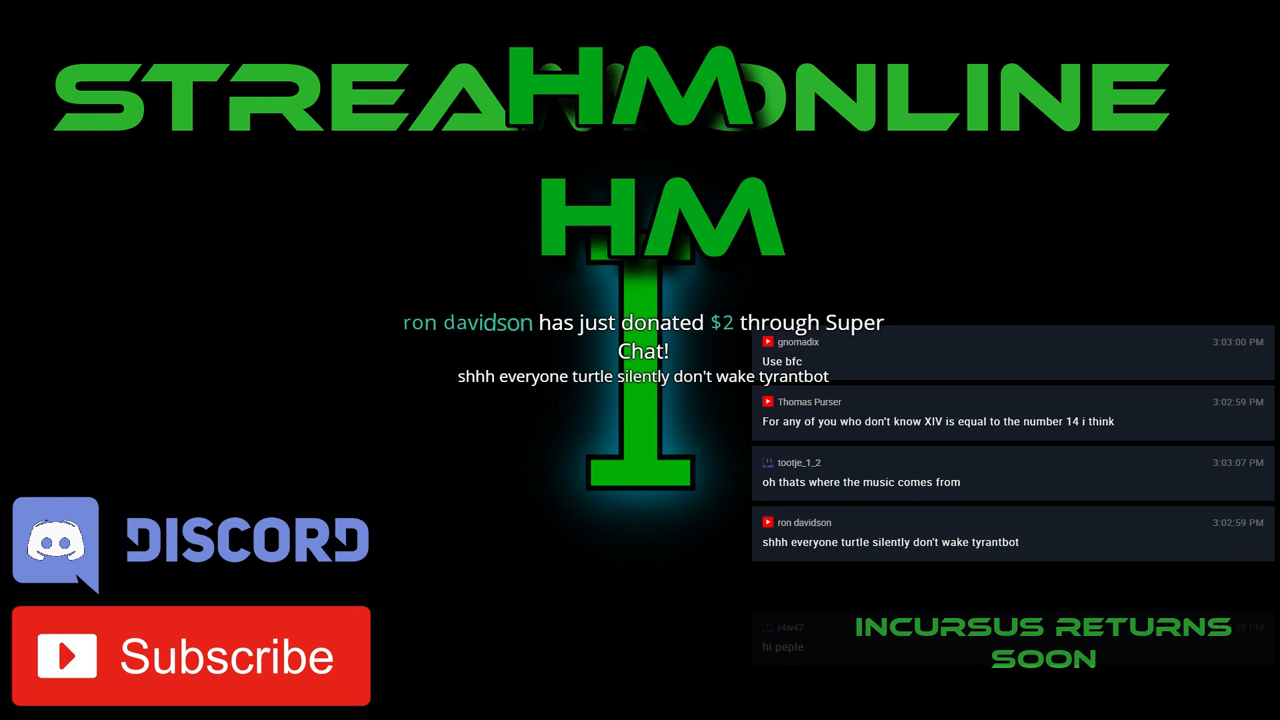 STREAM ONLINE
HM
HM
I
ron davidson has just donated $2 through Super
Chat!
shhh everyone turtle silently don't wake tyrantbot
gnomadix 3:03:00 PM
Use bfc
Thomas Purser 3:02:59 PM
For any of you who don't know XIV is equal to the number 14 i think
tootje_1_2 3:03:07 PM
oh thats where the music comes from
ron davidson 3:02:59 PM
shhh everyone turtle silently don't wake tyrantbot
r4w47 PM
hi peple
INCURSUS RETURNS
SOON
DISCORD
Subscribe